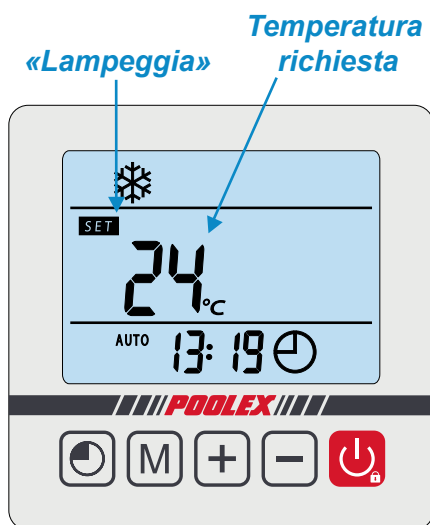 Temperatura
richiesta
«Lampeggia»
SET
24°C
AUTO 13:19
POOLEX
M + −